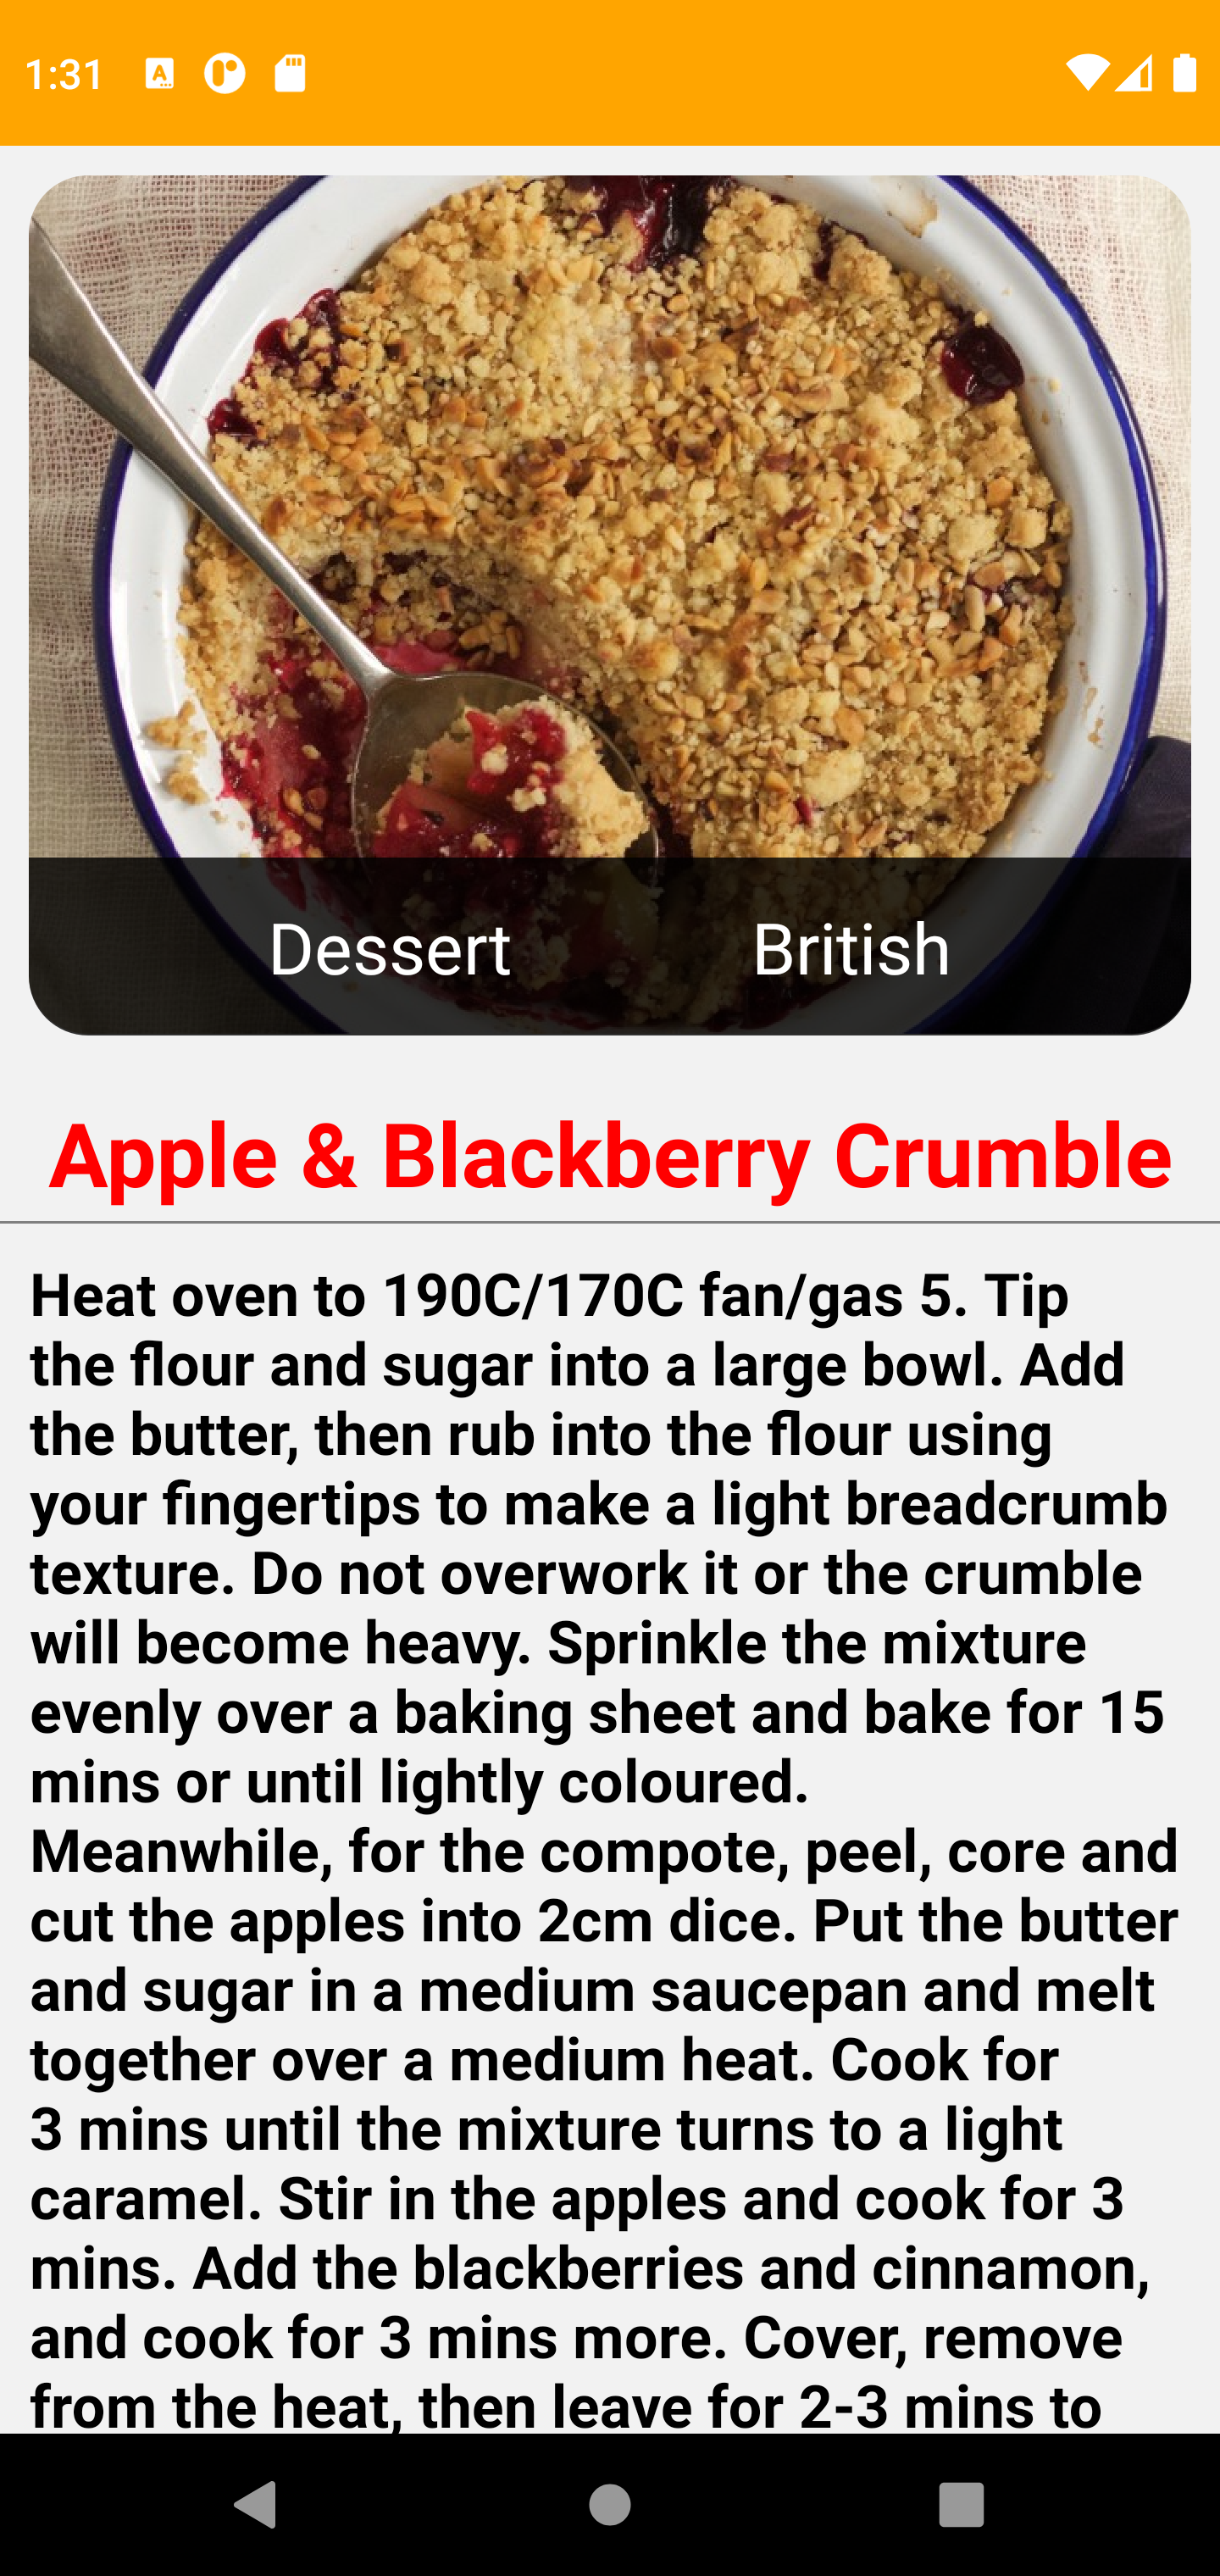 1:31
Dessert British
Apple & Blackberry Crumble
Heat oven to 190C/170C fan/gas 5. Tip
the flour and sugar into a large bowl. Add
the butter, then rub into the flour using
your fingertips to make a light breadcrumb
texture. Do not overwork it or the crumble
will become heavy. Sprinkle the mixture
evenly over a baking sheet and bake for 15
mins or until lightly coloured.
Meanwhile, for the compote, peel, core and
cut the apples into 2cm dice. Put the butter
and sugar in a medium saucepan and melt
together over a medium heat. Cook for
3 mins until the mixture turns to a light
caramel. Stir in the apples and cook for 3
mins. Add the blackberries and cinnamon,
and cook for 3 mins more. Cover, remove
from the heat, then leave for 2-3 mins to